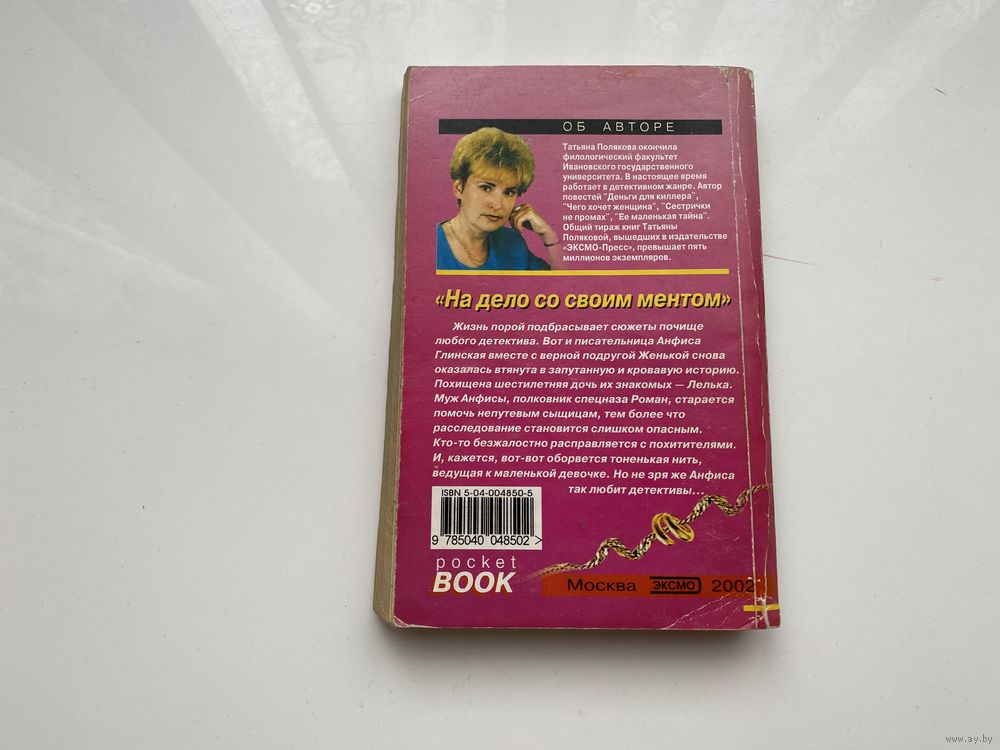 ОБ АВТОРЕ
Татьяна Полякова окончила
филологический факультет
Ивановского государственного
университета. В настоящее время
работает в детективном жанре. Автор
повестей "Деньги для киллера",
"Чего хочет женщина", "Сестрички
не промах", "Ее маленькая тайна".
Общий тираж книг Татьяны
Поляковой, вышедших в издательстве
«ЭКСМО-Пресс», превышает пять
миллионов экземпляров.
«На дело со своим ментом»
Жизнь порой подбрасывает сюжеты почище
любого детектива. Вот и писательница Анфиса
Глинская вместе с верной подругой Женькой снова
оказалась втянута в запутанную и кровавую историю.
Похищена шестилетняя дочь их знакомых — Лелька.
Муж Анфисы, полковник спецназа Роман, старается
помочь непутевым сыщицам, тем более что
расследование становится слишком опасным.
Кто-то безжалостно расправляется с похитителями.
И, кажется, вот-вот оборвется тоненькая нить,
ведущая к маленькой девочке. Но не зря же Анфиса
так любит детективы...
ISBN 5-04-004850-5
9 785040 048502 >
pocket
BOOK
Москва ЭКСМО 2002
www.ay.by